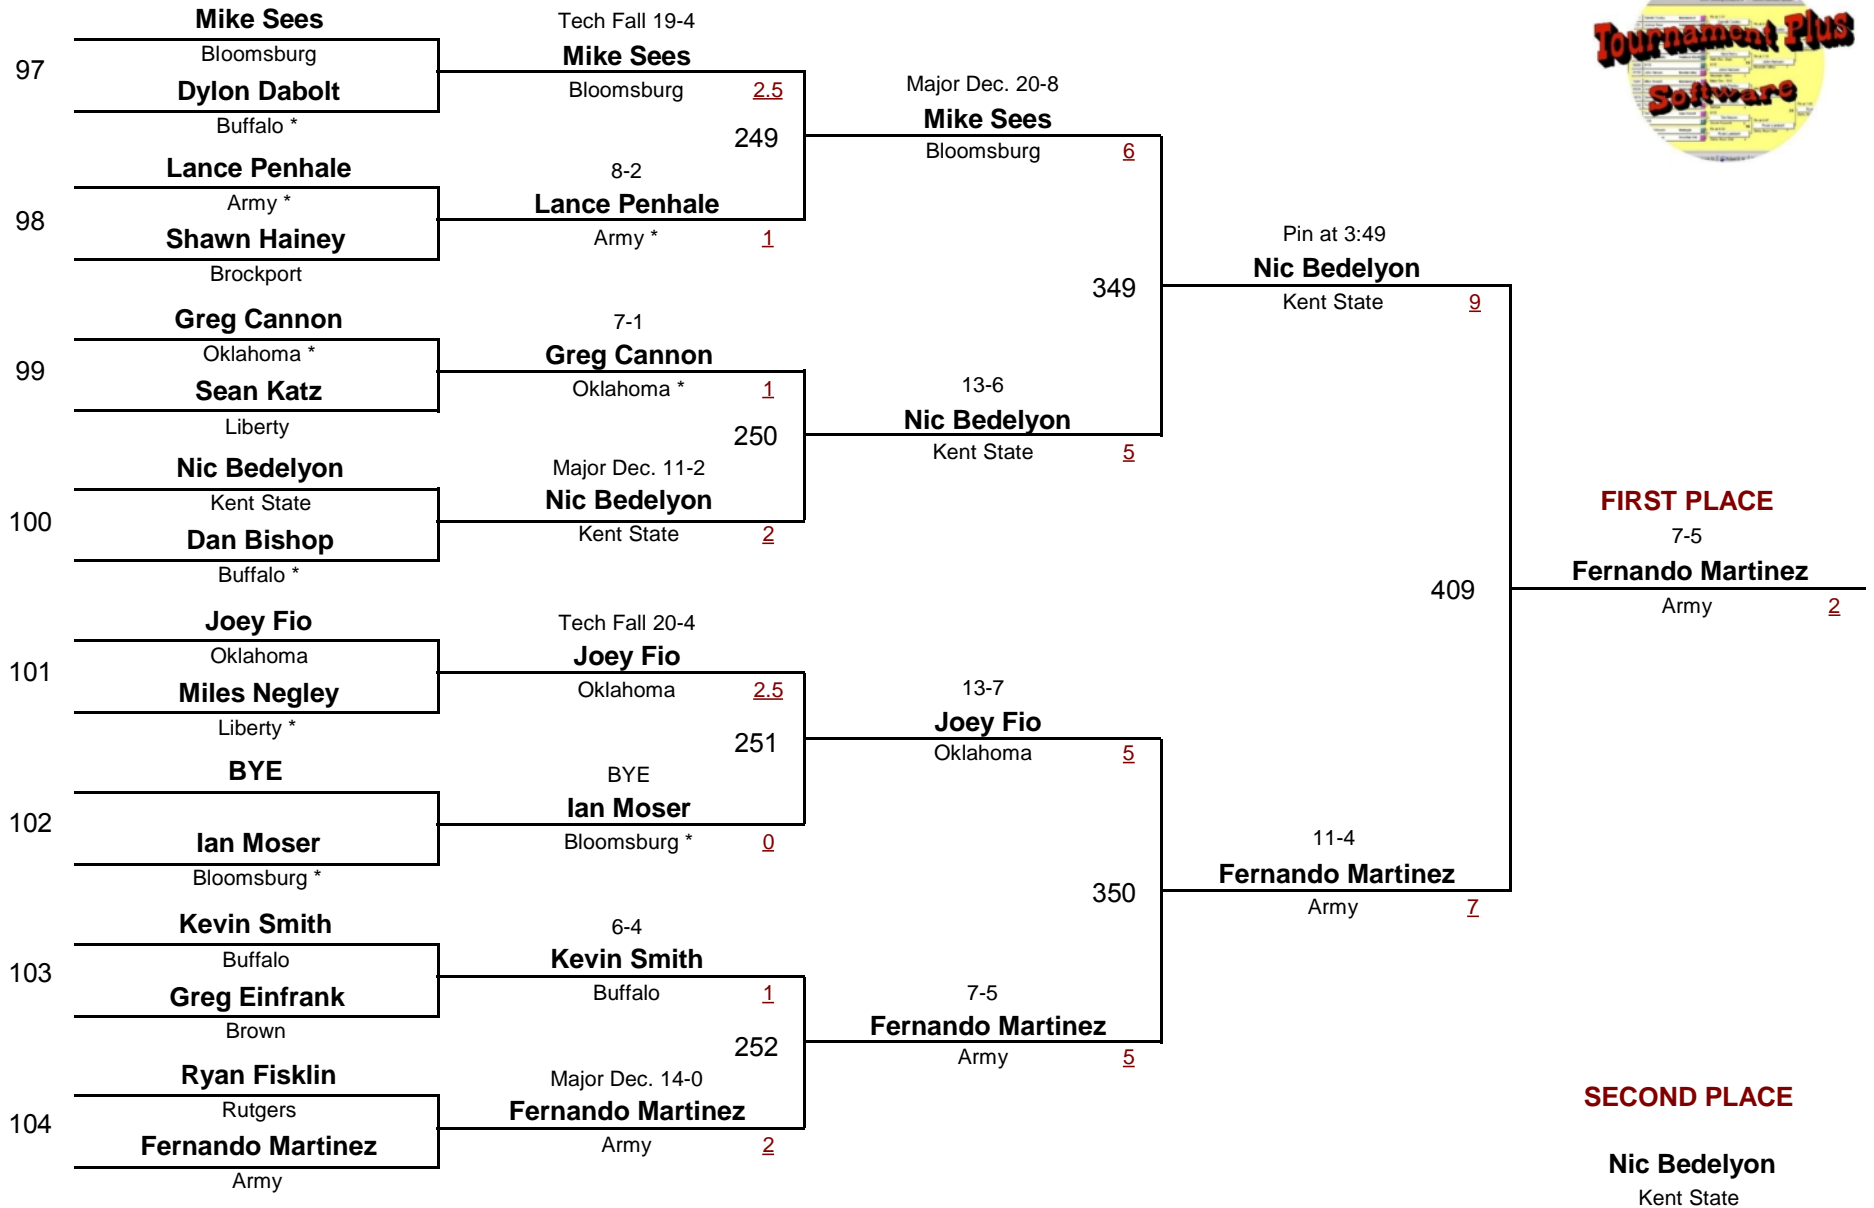 Mike Sees
Bloomsburg
97
Dylon Dabolt
Buffalo *
Lance Penhale
Army *
98
Shawn Hainey
Brockport
Greg Cannon
Oklahoma *
99
Sean Katz
Liberty
Nic Bedelyon
Kent State
100
Dan Bishop
Buffalo *
Joey Fio
Oklahoma
101
Miles Negley
Liberty *
BYE
102
Ian Moser
Bloomsburg *
Kevin Smith
Buffalo
103
Greg Einfrank
Brown
Ryan Fisklin
Rutgers
104
Fernando Martinez
Army
Tech Fall 19-4
Mike Sees
Bloomsburg 2.5
249
8-2
Lance Penhale
Army * 1
7-1
Greg Cannon
Oklahoma * 1
250
Major Dec. 11-2
Nic Bedelyon
Kent State 2
Tech Fall 20-4
Joey Fio
Oklahoma 2.5
251
BYE
Ian Moser
Bloomsburg * 0
6-4
Kevin Smith
Buffalo 1
252
Major Dec. 14-0
Fernando Martinez
Army 2
Major Dec. 20-8
Mike Sees
Bloomsburg 6
349
13-6
Nic Bedelyon
Kent State 5
13-7
Joey Fio
Oklahoma 5
350
7-5
Fernando Martinez
Army 5
Pin at 3:49
Nic Bedelyon
Kent State 9
409
11-4
Fernando Martinez
Army 7
Tournament Plus
Software
FIRST PLACE
7-5
Fernando Martinez
Army 2
SECOND PLACE
Nic Bedelyon
Kent State